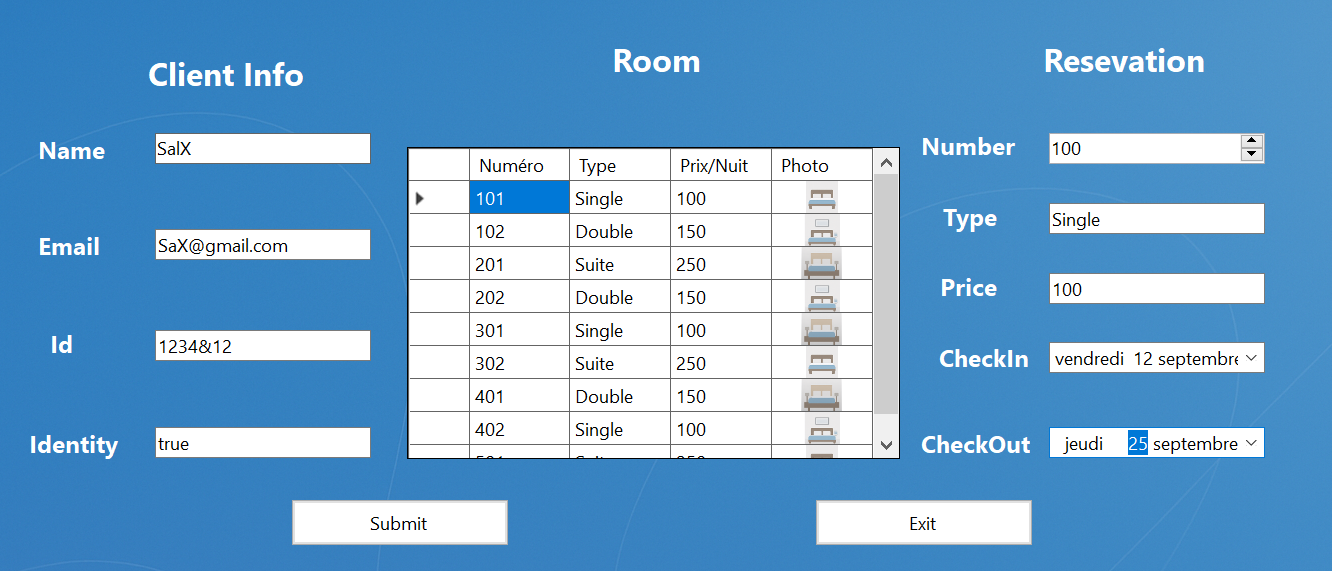 Client Info
Name SalX
Email SaX@gmail.com
Id 1234&12
Identity true
Room
Numéro Type Prix/Nuit Photo
101 Single 100
102 Double 150
201 Suite 250
202 Double 150
301 Single 100
302 Suite 250
401 Double 150
402 Single 100
Resevation
Number 100
Type Single
Price 100
CheckIn vendredi 12 septembre
CheckOut jeudi 25 septembre
Submit
Exit